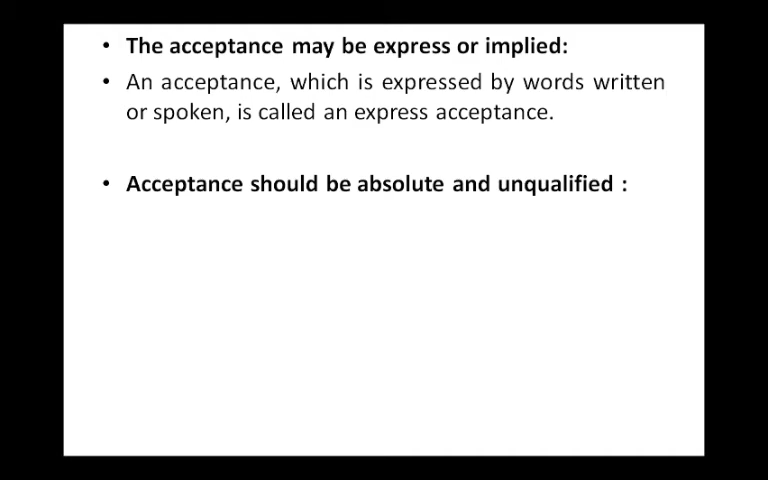 • The acceptance may be express or implied:
• An acceptance, which is expressed by words written
or spoken, is called an express acceptance.
• Acceptance should be absolute and unqualified :